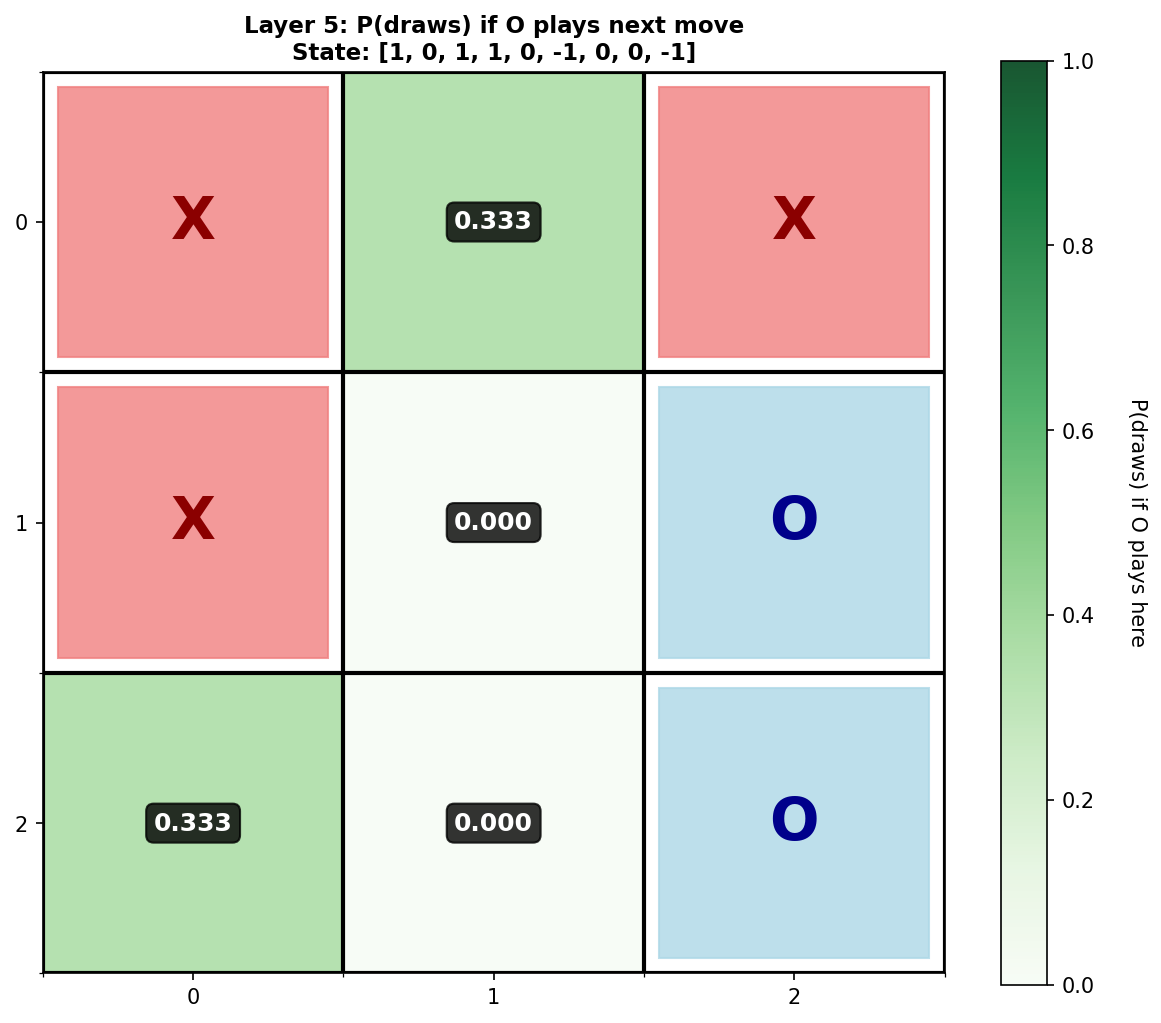 Layer 5: P(draws) if O plays next move
State: [1, 0, 1, 1, 0, -1, 0, 0, -1]
0
X
0.333
X
1
X
0.000
O
2
0.333
0.000
O
0
1
2
1.0
0.8
0.6
0.4
0.2
0.0
P(draws) if O plays here